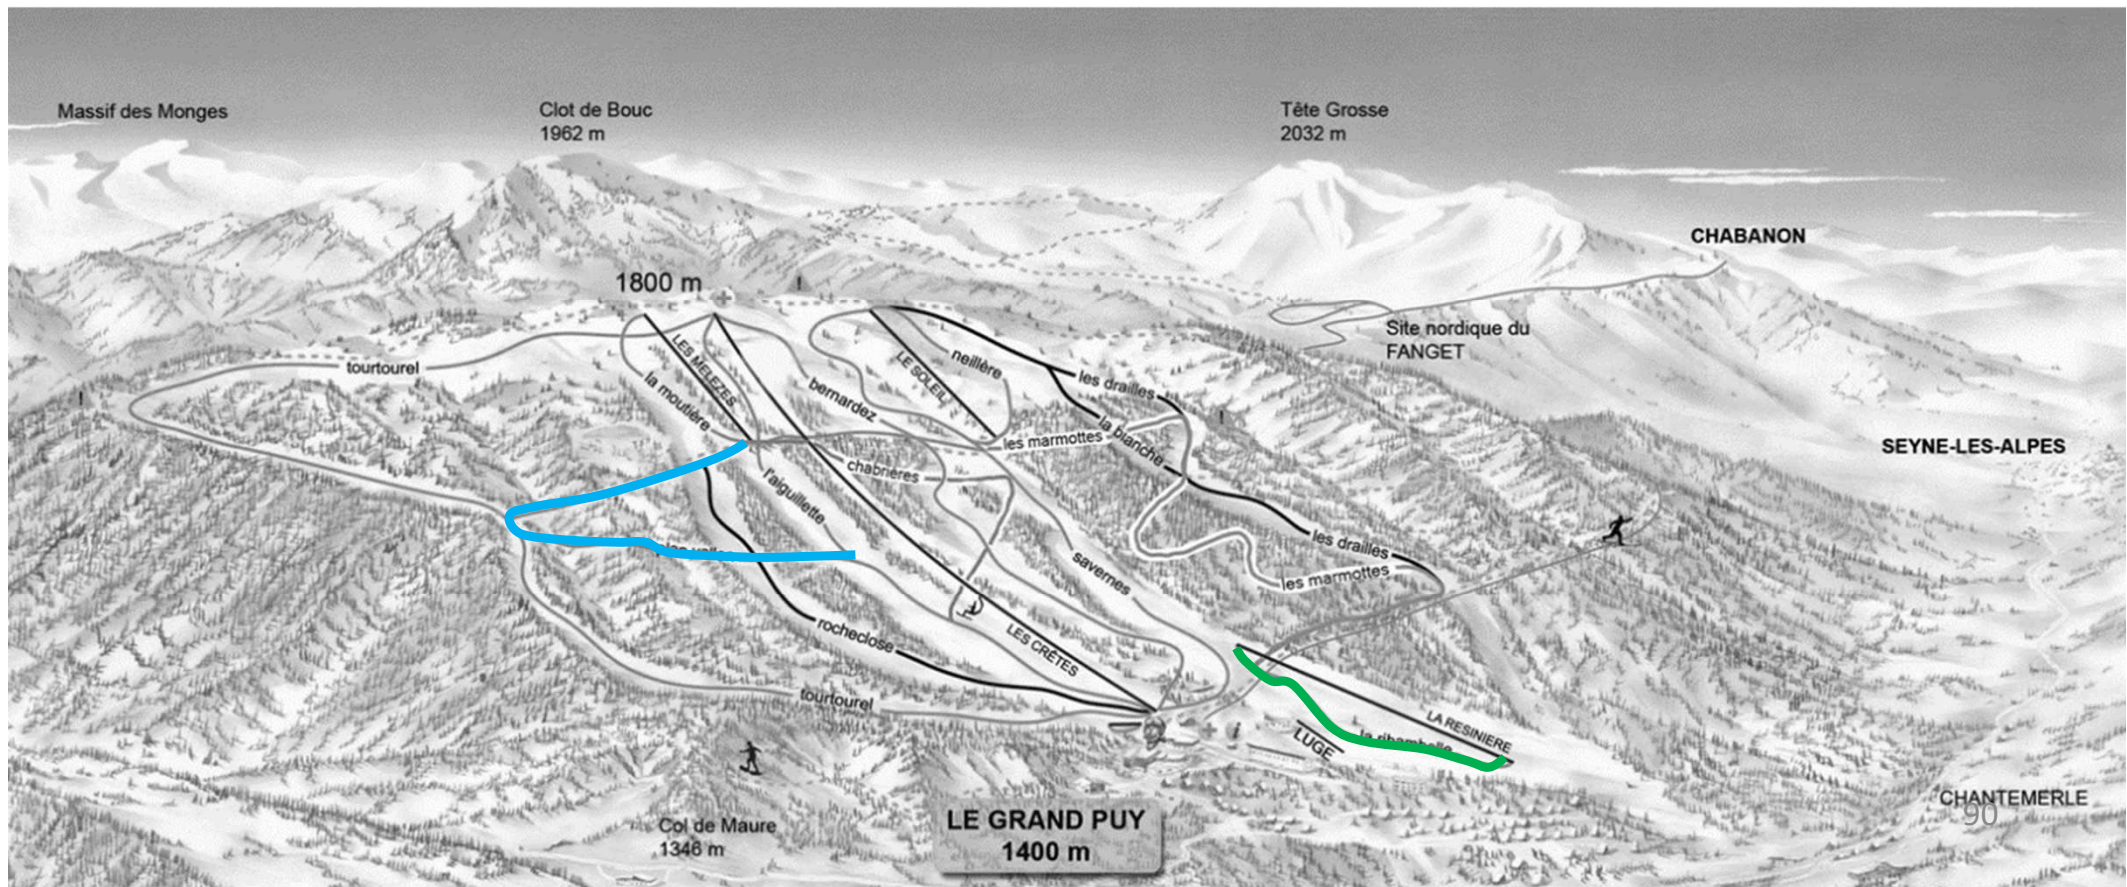 Massif des Monges
Clot de Bouc
1962 m
Tête Grosse
2032 m
CHABANON
1800 m
Site nordique du
FANGET
tourtourel
LES MELEZES
la moutière
bernardez
LE SOLEIL
neillère
les drailles
la blanche
les marmottes
SEYNE-LES-ALPES
chabrières
l'aiguillette
savernes
les drailles
les marmottes
rocheclose
LES CRÊTES
tourtourel
LA RESINIERE
la ribambelle
LUGE
i
CHANTEMERLE
90
Col de Maure
1346 m
LE GRAND PUY
1400 m